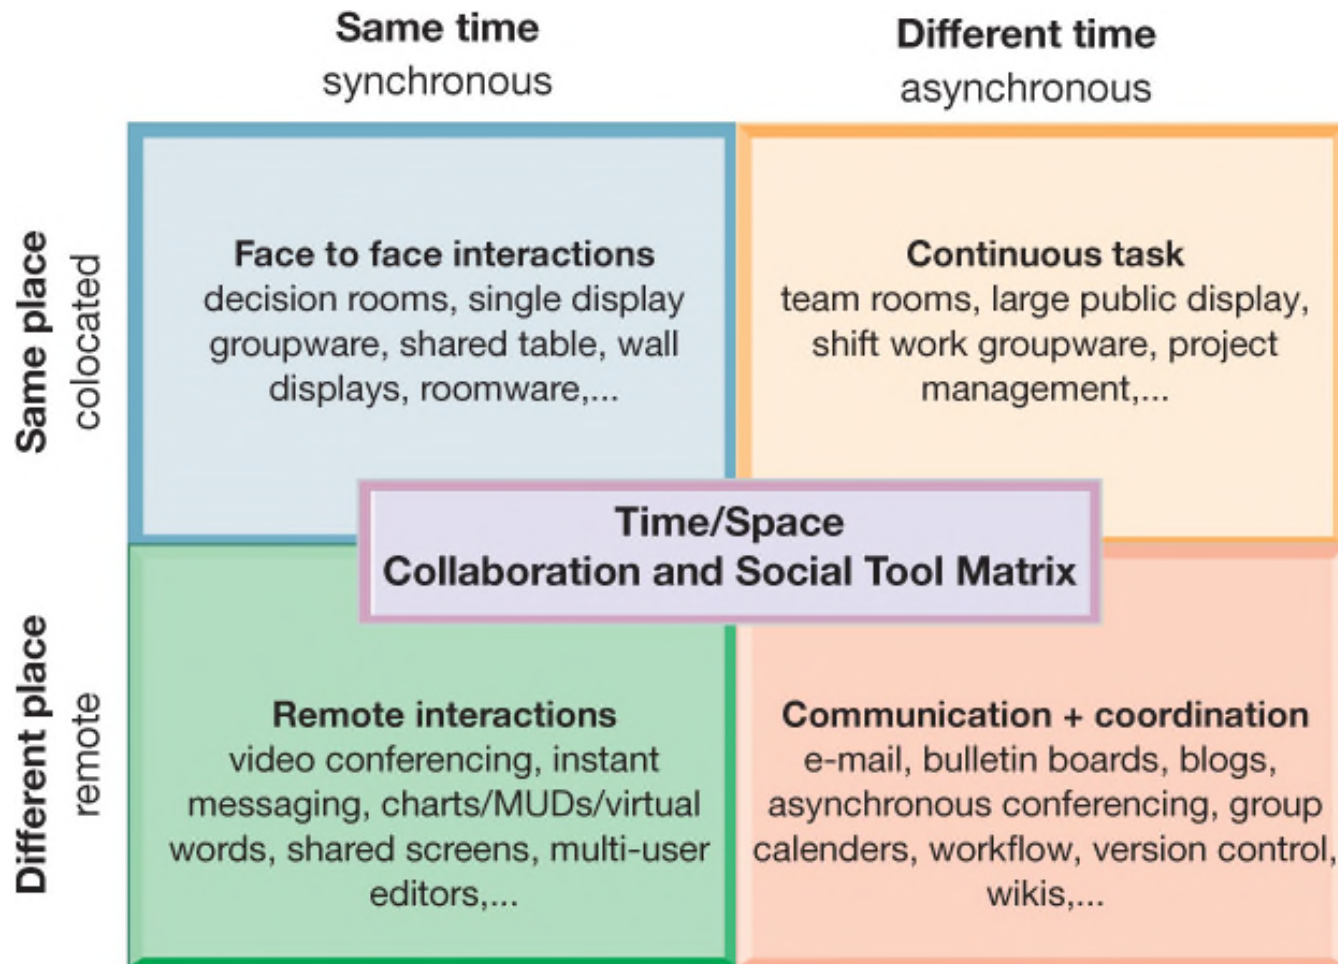 Same time
synchronous
Different time
asynchronous
Same place
colocated
Face to face interactions
decision rooms, single display
groupware, shared table, wall
displays, roomware,...
Continuous task
team rooms, large public display,
shift work groupware, project
management,...
Time/Space
Collaboration and Social Tool Matrix
Different place
remote
Remote interactions
video conferencing, instant
messaging, charts/MUDs/virtual
words, shared screens, multi-user
editors,...
Communication + coordination
e-mail, bulletin boards, blogs,
asynchronous conferencing, group
calenders, workflow, version control,
wikis,...